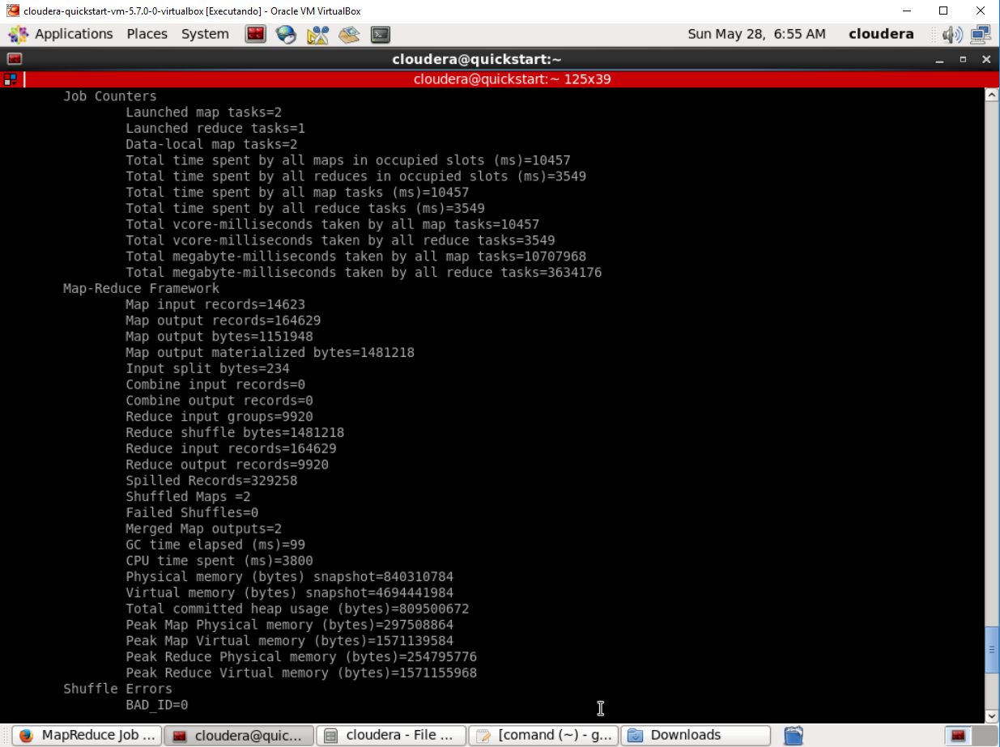 cloudera-quickstart-vm-5.7.0-0-virtualbox [Executando] - Oracle VM VirtualBox
Applications Places System Sun May 28, 6:55 AM cloudera
cloudera@quickstart:~
cloudera@quickstart:~ 125x39
Job Counters
Launched map tasks=2
Launched reduce tasks=1
Data-local map tasks=2
Total time spent by all maps in occupied slots (ms)=10457
Total time spent by all reduces in occupied slots (ms)=3549
Total time spent by all map tasks (ms)=10457
Total time spent by all reduce tasks (ms)=3549
Total vcore-milliseconds taken by all map tasks=10457
Total vcore-milliseconds taken by all reduce tasks=3549
Total megabyte-milliseconds taken by all map tasks=10707968
Total megabyte-milliseconds taken by all reduce tasks=3634176
Map-Reduce Framework
Map input records=14623
Map output records=164629
Map output bytes=1151948
Map output materialized bytes=1481218
Input split bytes=234
Combine input records=0
Combine output records=0
Reduce input groups=9920
Reduce shuffle bytes=1481218
Reduce input records=164629
Reduce output records=9920
Spilled Records=329258
Shuffled Maps =2
Failed Shuffles=0
Merged Map outputs=2
GC time elapsed (ms)=99
CPU time spent (ms)=3800
Physical memory (bytes) snapshot=840310784
Virtual memory (bytes) snapshot=4694441984
Total committed heap usage (bytes)=809500672
Peak Map Physical memory (bytes)=297508864
Peak Map Virtual memory (bytes)=1571139584
Peak Reduce Physical memory (bytes)=254795776
Peak Reduce Virtual memory (bytes)=1571155968
Shuffle Errors
BAD_ID=0
MapReduce Job ... cloudera@quic... cloudera - File ... [comand (~) - g... Downloads